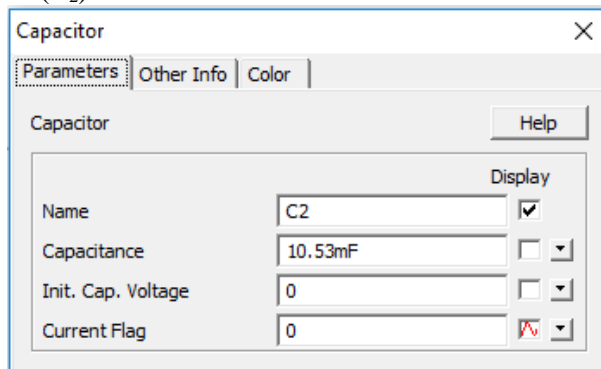 Capacitor
Parameters Other Info Color
Capacitor Help
Display
Name C2
Capacitance 10.53mF
Init. Cap. Voltage 0
Current Flag 0